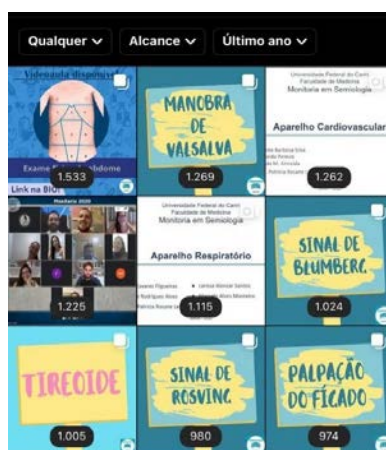 Qualquer Alcance Último ano
Videoaula disponível
Exame do Abdome
1.533
Link na BIO!
MANOBRA
DE
VALSALVA
1.269
Universidade Federal do Cariri
Faculdade de Medicina
Monitoria em Semiologia
Aparelho Cardiovascular
1.262
Monitoria 2020
1.225
Universidade Federal do Cariri
Faculdade de Medicina
Monitoria em Semiologia
Aparelho Respiratório
1.115
SINAL DE
BLUMBERG
1.024
TIREOIDE
1.005
SINAL DE
ROSVING
980
PALPAÇÃO
DO FÍGADO
974